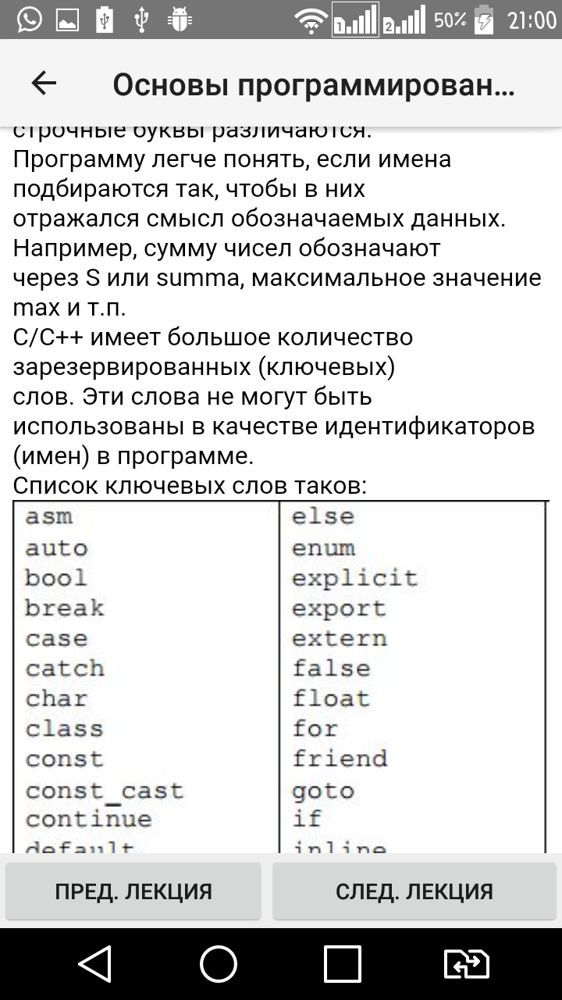 1 2 50% 21:00
Основы программирован...
строчные буквы различаются.
Программу легче понять, если имена
подбираются так, чтобы в них
отражался смысл обозначаемых данных.
Например, сумму чисел обозначают
через S или summa, максимальное значение
max и т.п.
C/C++ имеет большое количество
зарезервированных (ключевых)
слов. Эти слова не могут быть
использованы в качестве идентификаторов
(имен) в программе.
Список ключевых слов таков:
asm
auto
bool
break
case
catch
char
class
const
const_cast
continue
default
else
enum
explicit
export
extern
false
float
for
friend
goto
if
inline
ПРЕД. ЛЕКЦИЯ
СЛЕД. ЛЕКЦИЯ